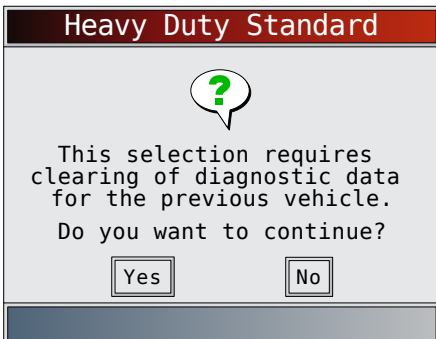 Heavy Duty Standard
?
This selection requires
clearing of diagnostic data
for the previous vehicle.
Do you want to continue?
Yes
No